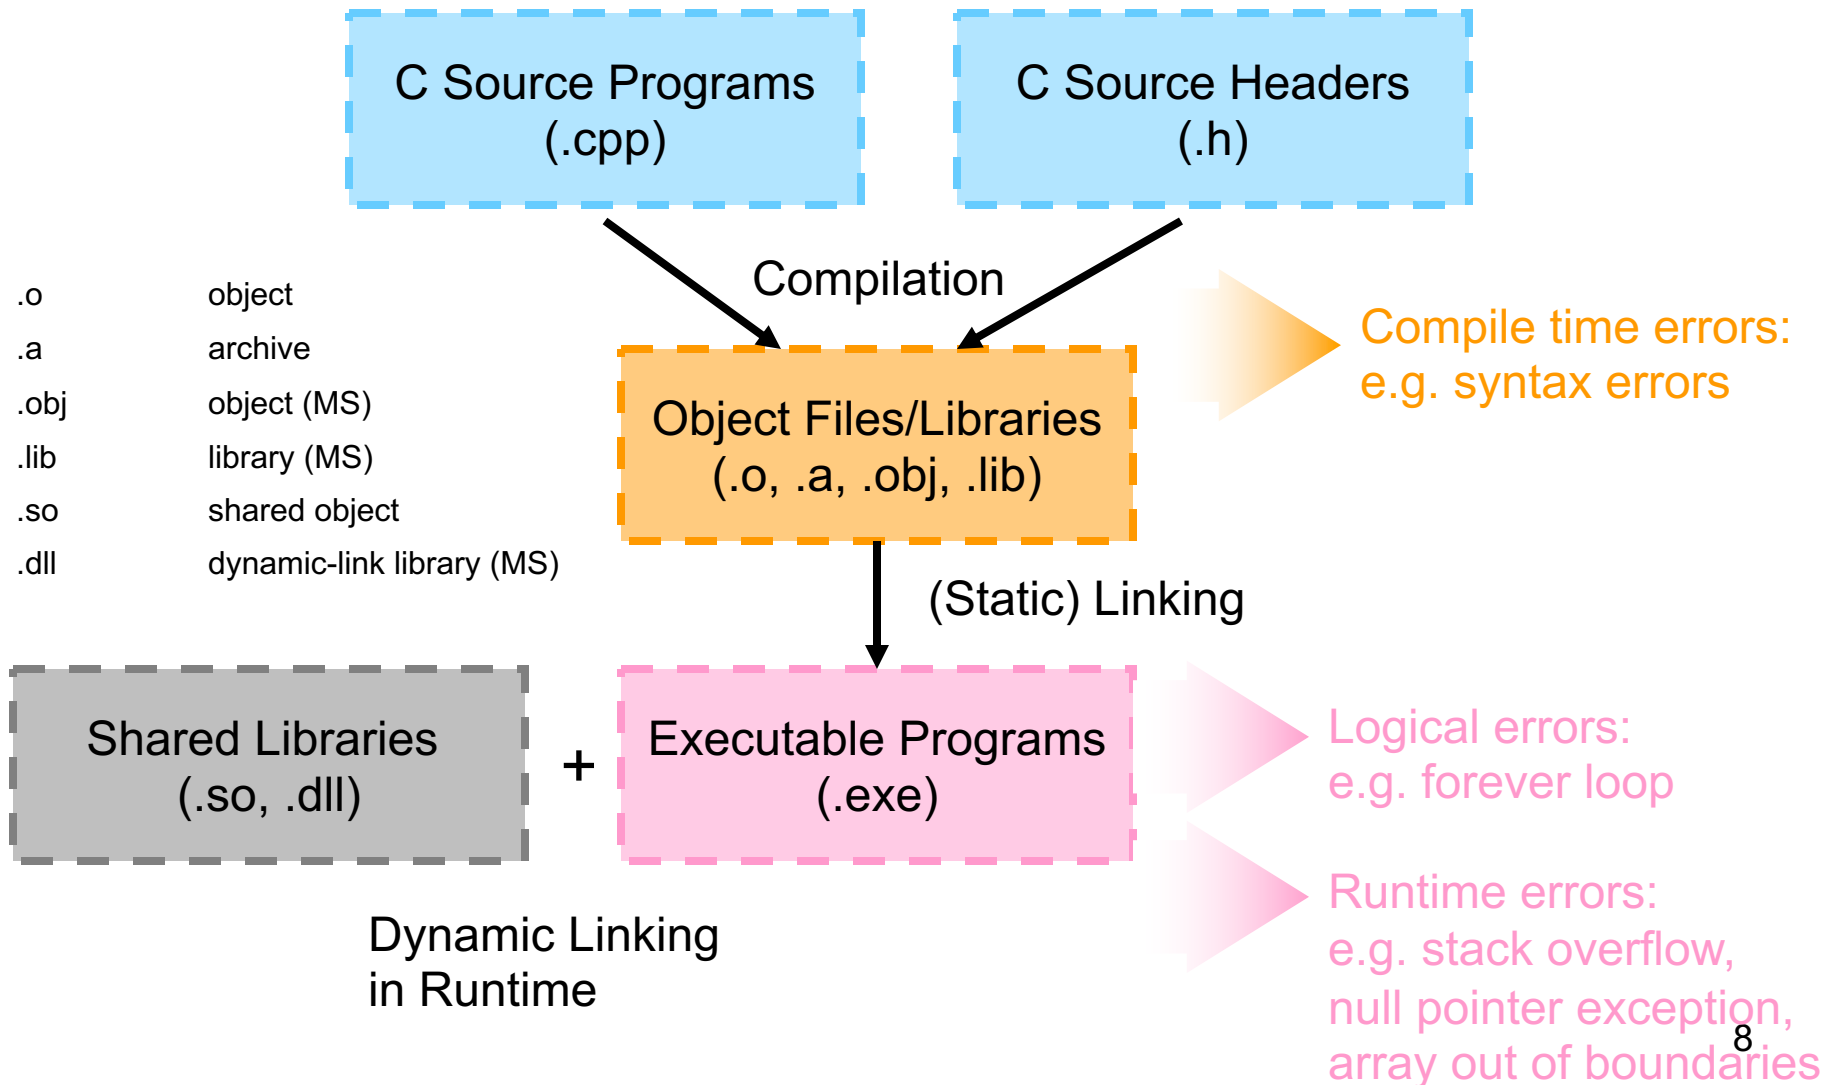 C Source Programs
(.cpp)
C Source Headers
(.h)
Compilation
.o object
.a archive
.obj object (MS)
.lib library (MS)
.so shared object
.dll dynamic-link library (MS)
Compile time errors:
e.g. syntax errors
Object Files/Libraries
(.o, .a, .obj, .lib)
(Static) Linking
Shared Libraries
(.so, .dll)
+
Executable Programs
(.exe)
Logical errors:
e.g. forever loop
Dynamic Linking
in Runtime
Runtime errors:
e.g. stack overflow,
null pointer exception,
array out of boundaries
8